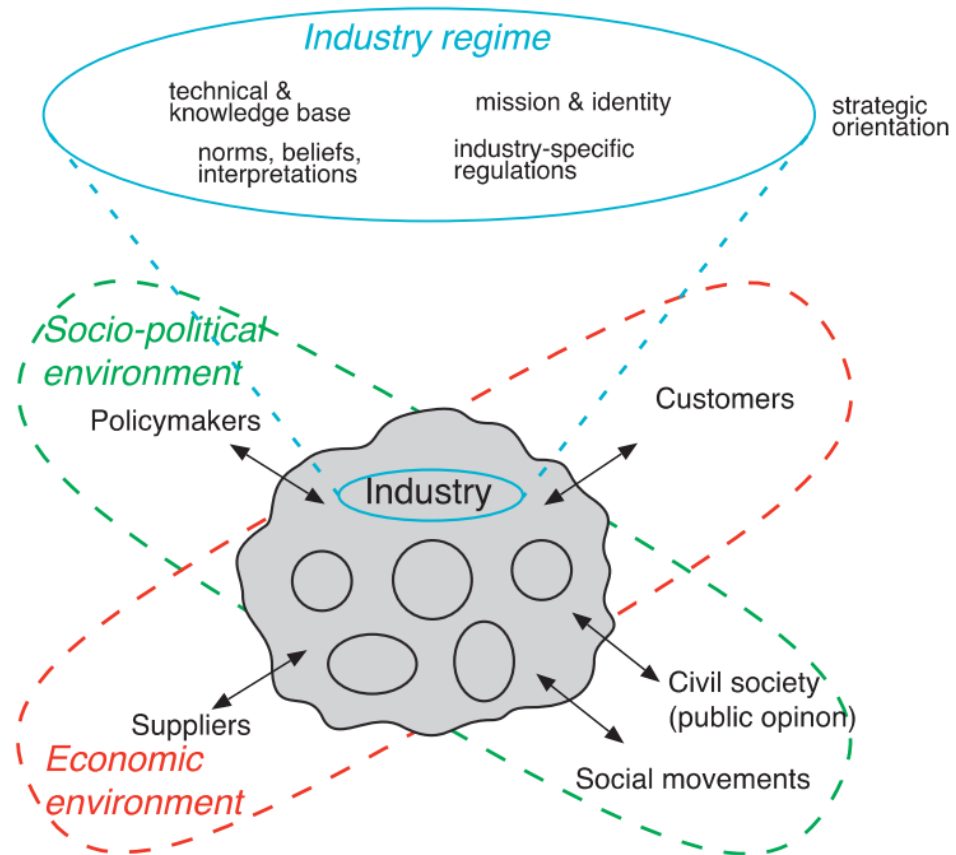 Industry regime
technical &
knowledge base
mission & identity
strategic
orientation
norms, beliefs,
interpretations
industry-specific
regulations
Socio-political
environment
Policymakers
Customers
Industry
Suppliers
Civil society
(public opinon)
Economic
environment
Social movements